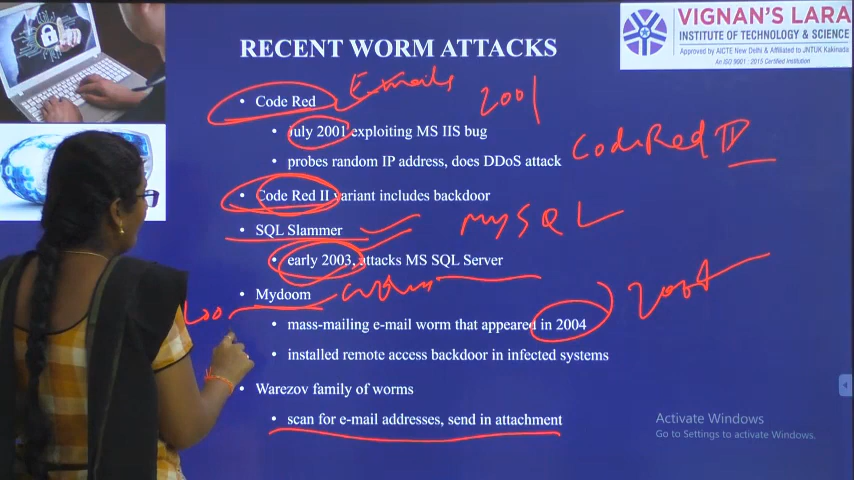 VIGNAN'S LARA
INSTITUTE OF TECHNOLOGY & SCIENCE
Approved by AICTE New Delhi & Affiliated to JNTUK Kakinada
An ISO 9001 : 2015 Certified Institution
RECENT WORM ATTACKS
• Code Red
E-mails
2001
• July 2001 exploiting MS IIS bug
• probes random IP address, does DDoS attack
Code Red II
• Code Red II variant includes backdoor
• SQL Slammer
MySQL
• early 2003, attacks MS SQL Server
• Mydoom
• mass-mailing e-mail worm that appeared in 2004
• installed remote access backdoor in infected systems
• Warezov family of worms
• scan for e-mail addresses, send in attachment
Activate Windows
Go to Settings to activate Windows.